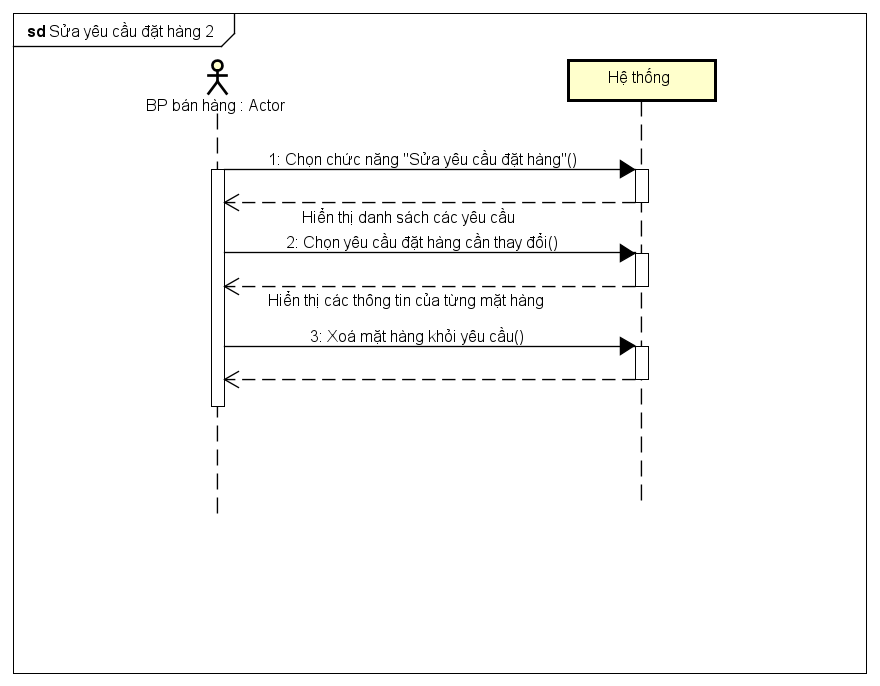 sd Sửa yêu cầu đặt hàng 2
BP bán hàng : Actor
Hệ thống
1: Chọn chức năng "Sửa yêu cầu đặt hàng"()
Hiển thị danh sách các yêu cầu
2: Chọn yêu cầu đặt hàng cần thay đổi()
Hiển thị các thông tin của từng mặt hàng
3: Xoá mặt hàng khỏi yêu cầu()